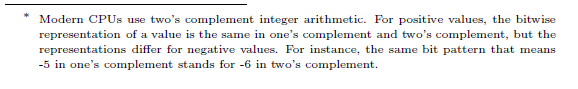 * Modern CPUs use two's complement integer arithmetic. For positive values, the bitwise
representation of a value is the same in one's complement and two's complement, but the
representations differ for negative values. For instance, the same bit pattern that means
-5 in one's complement stands for -6 in two's complement.